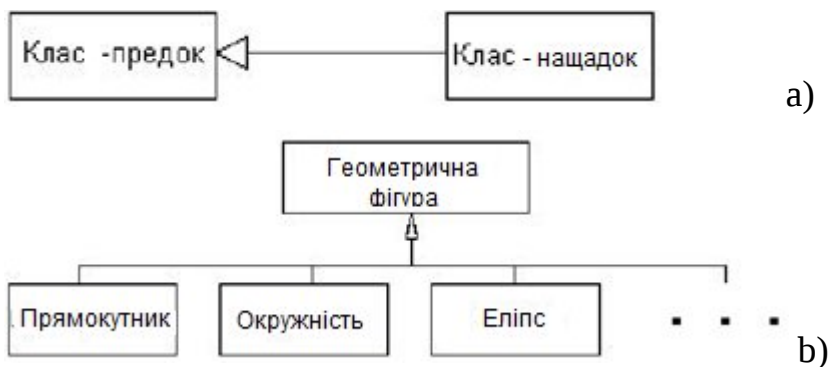 Клас -предок
Клас - нащадок
a)
Геометрична
фігура
Прямокутник
Окружність
Еліпс
. . .
b)